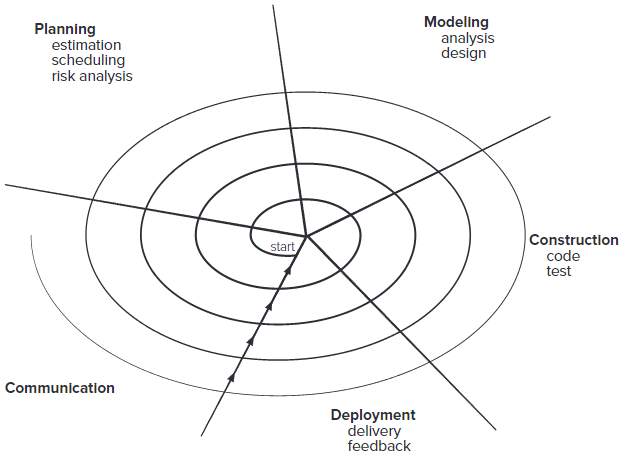 Planning
estimation
scheduling
risk analysis
Modeling
analysis
design
start
Construction
code
test
Communication
Deployment
delivery
feedback